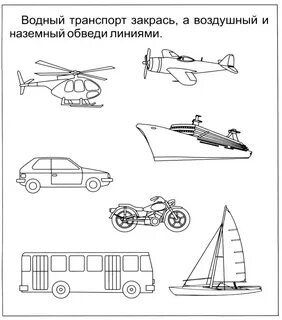 Водный транспорт закрась, а воздушный и
наземный обведи линиями.